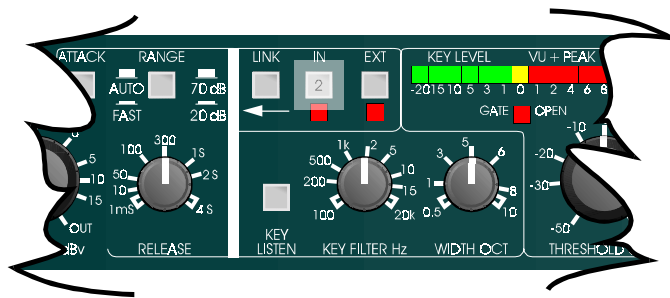 ATTACK RANGE LINK IN EXT KEY LEVEL VU + PEAK
2
AUTO 70 dB
-20 15 10 5 3 1 0 1 2 4 6 8
FAST 20 dB
GATE OPEN
0 5 10 15 OUT
dBv
1mS 10 50 100 300 1S 2S 4S
RELEASE
KEY
LISTEN
100 200 500 1k 2 5 10 15 20k
KEY FILTER Hz
0.5 1 3 5 6 8 10
WIDTH OCT
-50 -30 -20 -10
THRESHOLD